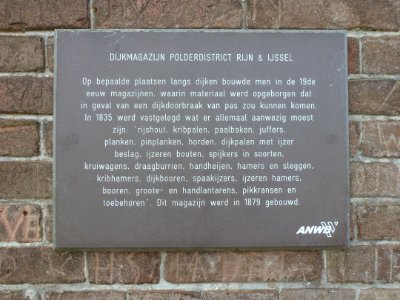 DIJKMAGAZIJN POLDERDISTRICT RIJN & IJSSEL
Op bepaalde plaatsen langs dijken bouwde men in de 19de
eeuw magazijnen, waarin materiaal werd opgeborgen dat
in geval van een dijkdoorbraak van pas zou kunnen komen.
In 1835 werd vastgelegd wat er allemaal aanwezig moest
zijn: 'rijshout, kribpalen, paalbaken, juffers,
planken, pinplanken, horden, dijkpalen met ijzer
beslag, ijzeren bouten, spijkers in soorten,
kruiwagens, draagburrien, handheijen, hamers en sleggen,
kribhamers, dijkbooren, spaakijzers, ijzeren hamers,
booren, groote- en handlantarens, pikkransen en
toebehoren'. Dit magazijn werd in 1879 gebouwd.
ANWB